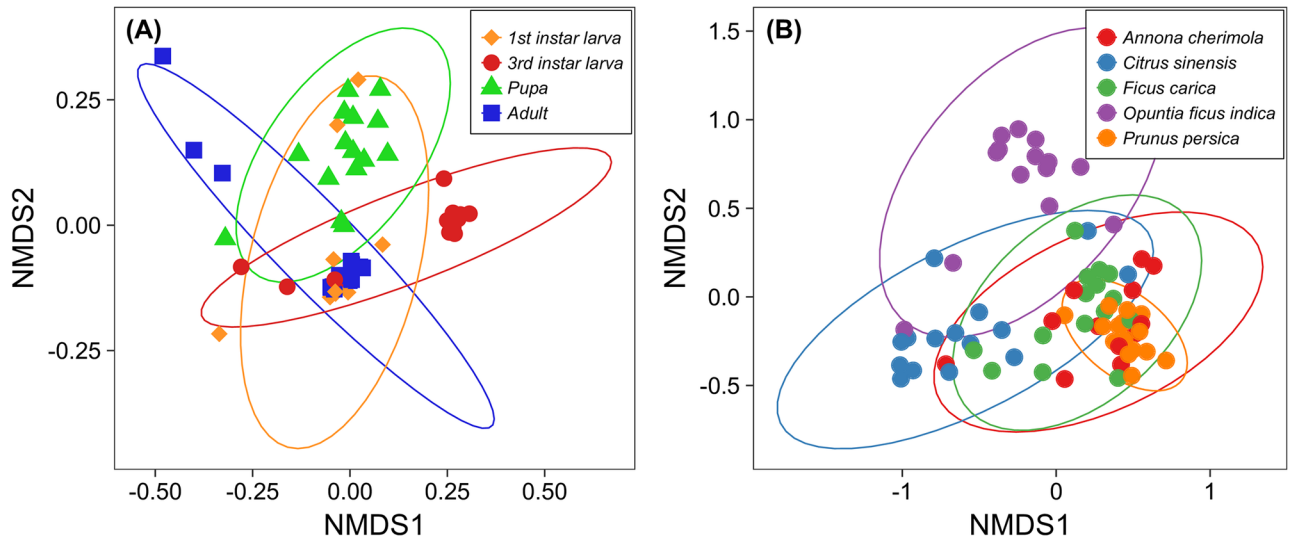 (A)
1st instar larva
3rd instar larva
Pupa
Adult
0.25
0.00
-0.25
NMDS2
-0.50
-0.25
0.00
0.25
0.50
NMDS1
(B)
Annona cherimola
Citrus sinensis
Ficus carica
Opuntia ficus indica
Prunus persica
1.5
1.0
0.5
0.0
-0.5
NMDS2
-1
0
1
NMDS1